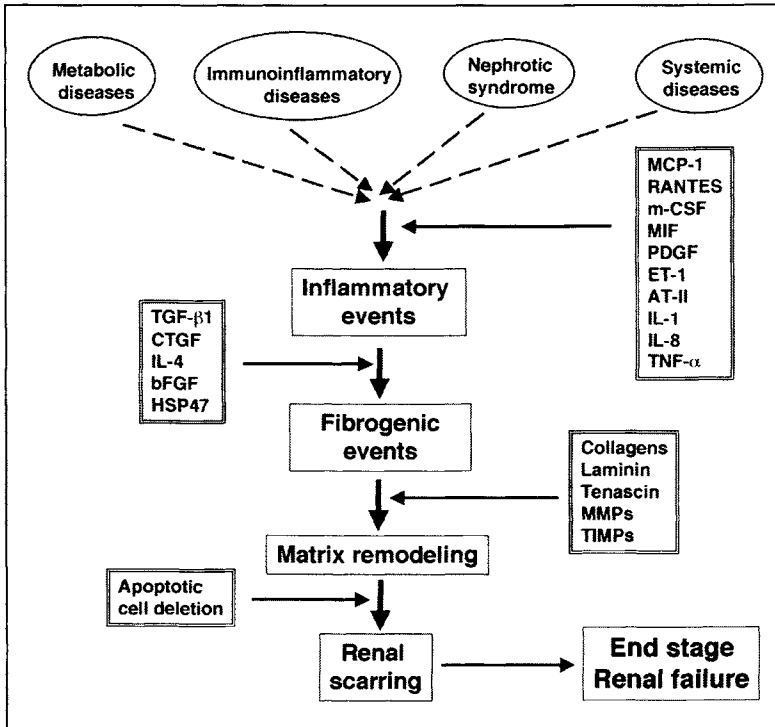 Metabolic
diseases
Immunoinflammatory
diseases
Nephrotic
syndrome
Systemic
diseases
MCP-1
RANTES
m-CSF
MIF
PDGF
ET-1
AT-II
IL-1
IL-8
TNF-α
Inflammatory
events
TGF-β1
CTGF
IL-4
bFGF
HSP47
Fibrogenic
events
Collagens
Laminin
Tenascin
MMPs
TIMPs
Matrix remodeling
Apoptotic
cell deletion
Renal
scarring
End stage
Renal failure